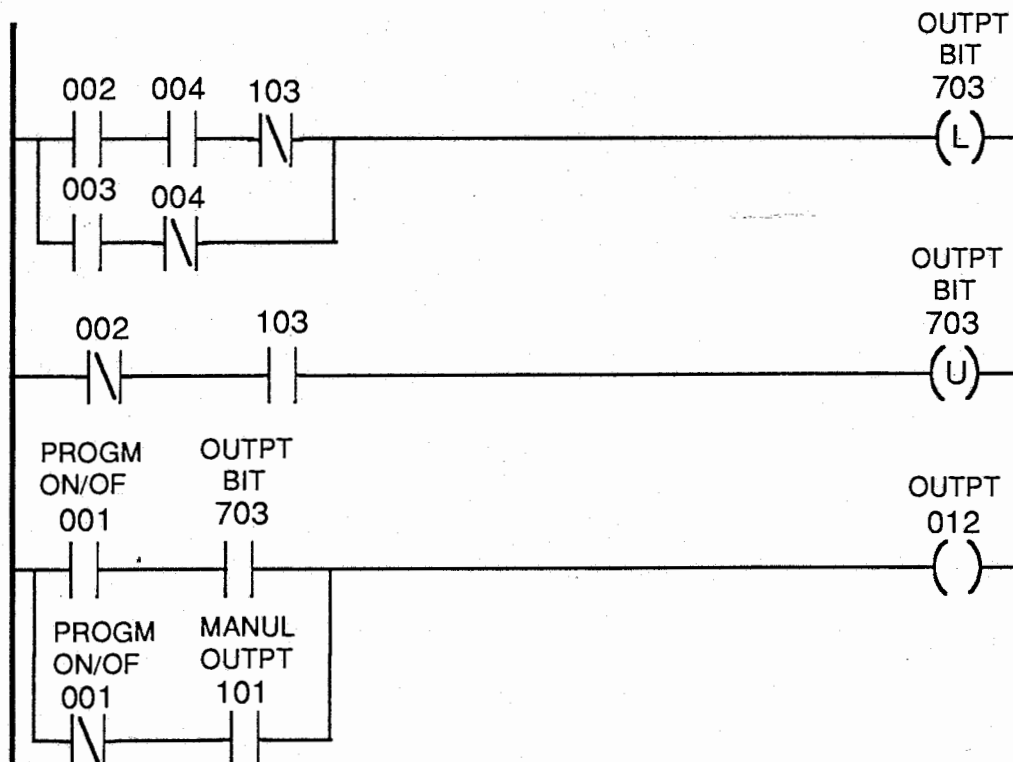 OUTPT
BIT
703
002 004 103
(L)
003 004
OUTPT
BIT
703
002 103
(U)
PROGM
ON/OF
001
OUTPT
BIT
703
OUTPT
012
PROGM
ON/OF
001
MANUL
OUTPT
101